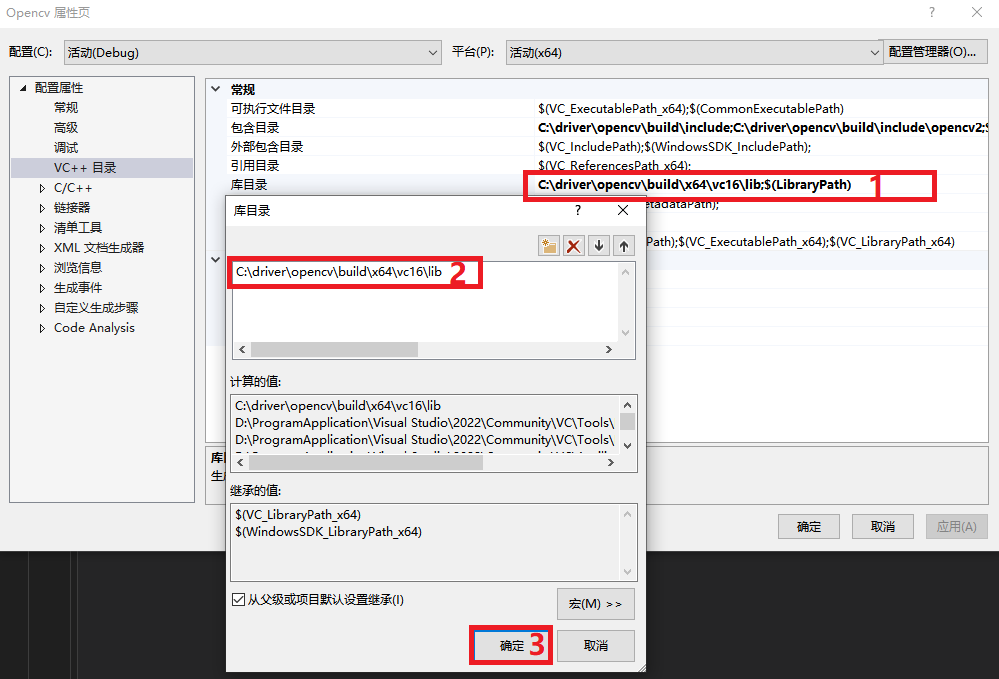 Opencv 属性页
?
配置(C):
活动(Debug)
平台(P):
活动(x64)
配置管理器(O)...
配置属性
常规
高级
调试
VC++ 目录
C/C++
链接器
清单工具
XML 文档生成器
浏览信息
生成事件
自定义生成步骤
Code Analysis
常规
可执行文件目录 $(VC_ExecutablePath_x64);$(CommonExecutablePath)
包含目录 C:\driver\opencv\build\include;C:\driver\opencv\build\include\opencv2;
外部包含目录 $(VC_IncludePath);$(WindowsSDK_IncludePath);
引用目录 $(VC_ReferencesPath_x64);
库目录 C:\driver\opencv\build\x64\vc16\lib;$(LibraryPath) 1
etadataPath);
Path);$(VC_ExecutablePath_x64);$(VC_LibraryPath_x64)
库目录
?
C:\driver\opencv\build\x64\vc16\lib 2
计算的值:
C:\driver\opencv\build\x64\vc16\lib
D:\ProgramApplication\Visual Studio\2022\Community\VC\Tools\
D:\ProgramApplication\Visual Studio\2022\Community\VC\Tools\
继承的值:
$(VC_LibraryPath_x64)
$(WindowsSDK_LibraryPath_x64)
从父级或项目默认设置继承(I)
宏(M) >>
确定 3
取消
确定
取消
应用(A)